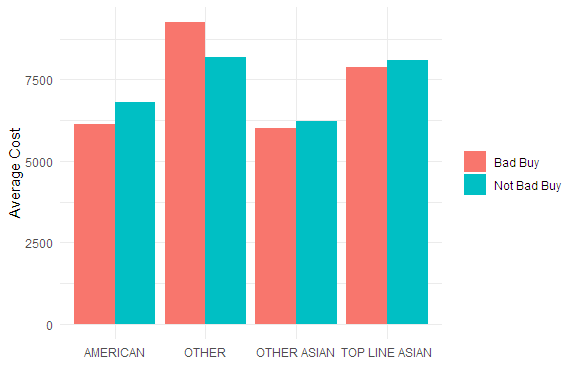 Average Cost
7500
5000
2500
0
AMERICAN
OTHER
OTHER ASIAN
TOP LINE ASIAN
Bad Buy
Not Bad Buy